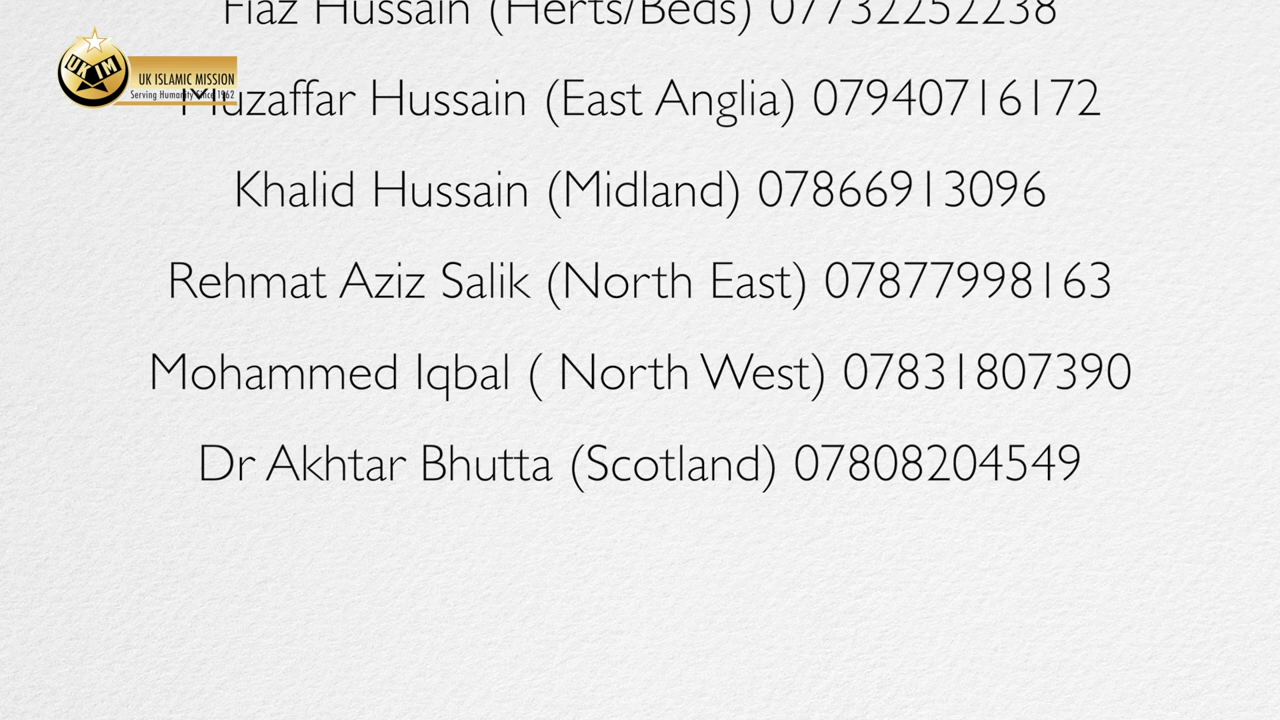 Fiaz Hussain (Herts/Beds) 07732252238
UKIM
UK ISLAMIC MISSION
Serving Humanity Since 1962
Muzaffar Hussain (East Anglia) 07940716172
Khalid Hussain (Midland) 07866913096
Rehmat Aziz Salik (North East) 07877998163
Mohammed Iqbal ( North West) 07831807390
Dr Akhtar Bhutta (Scotland) 07808204549